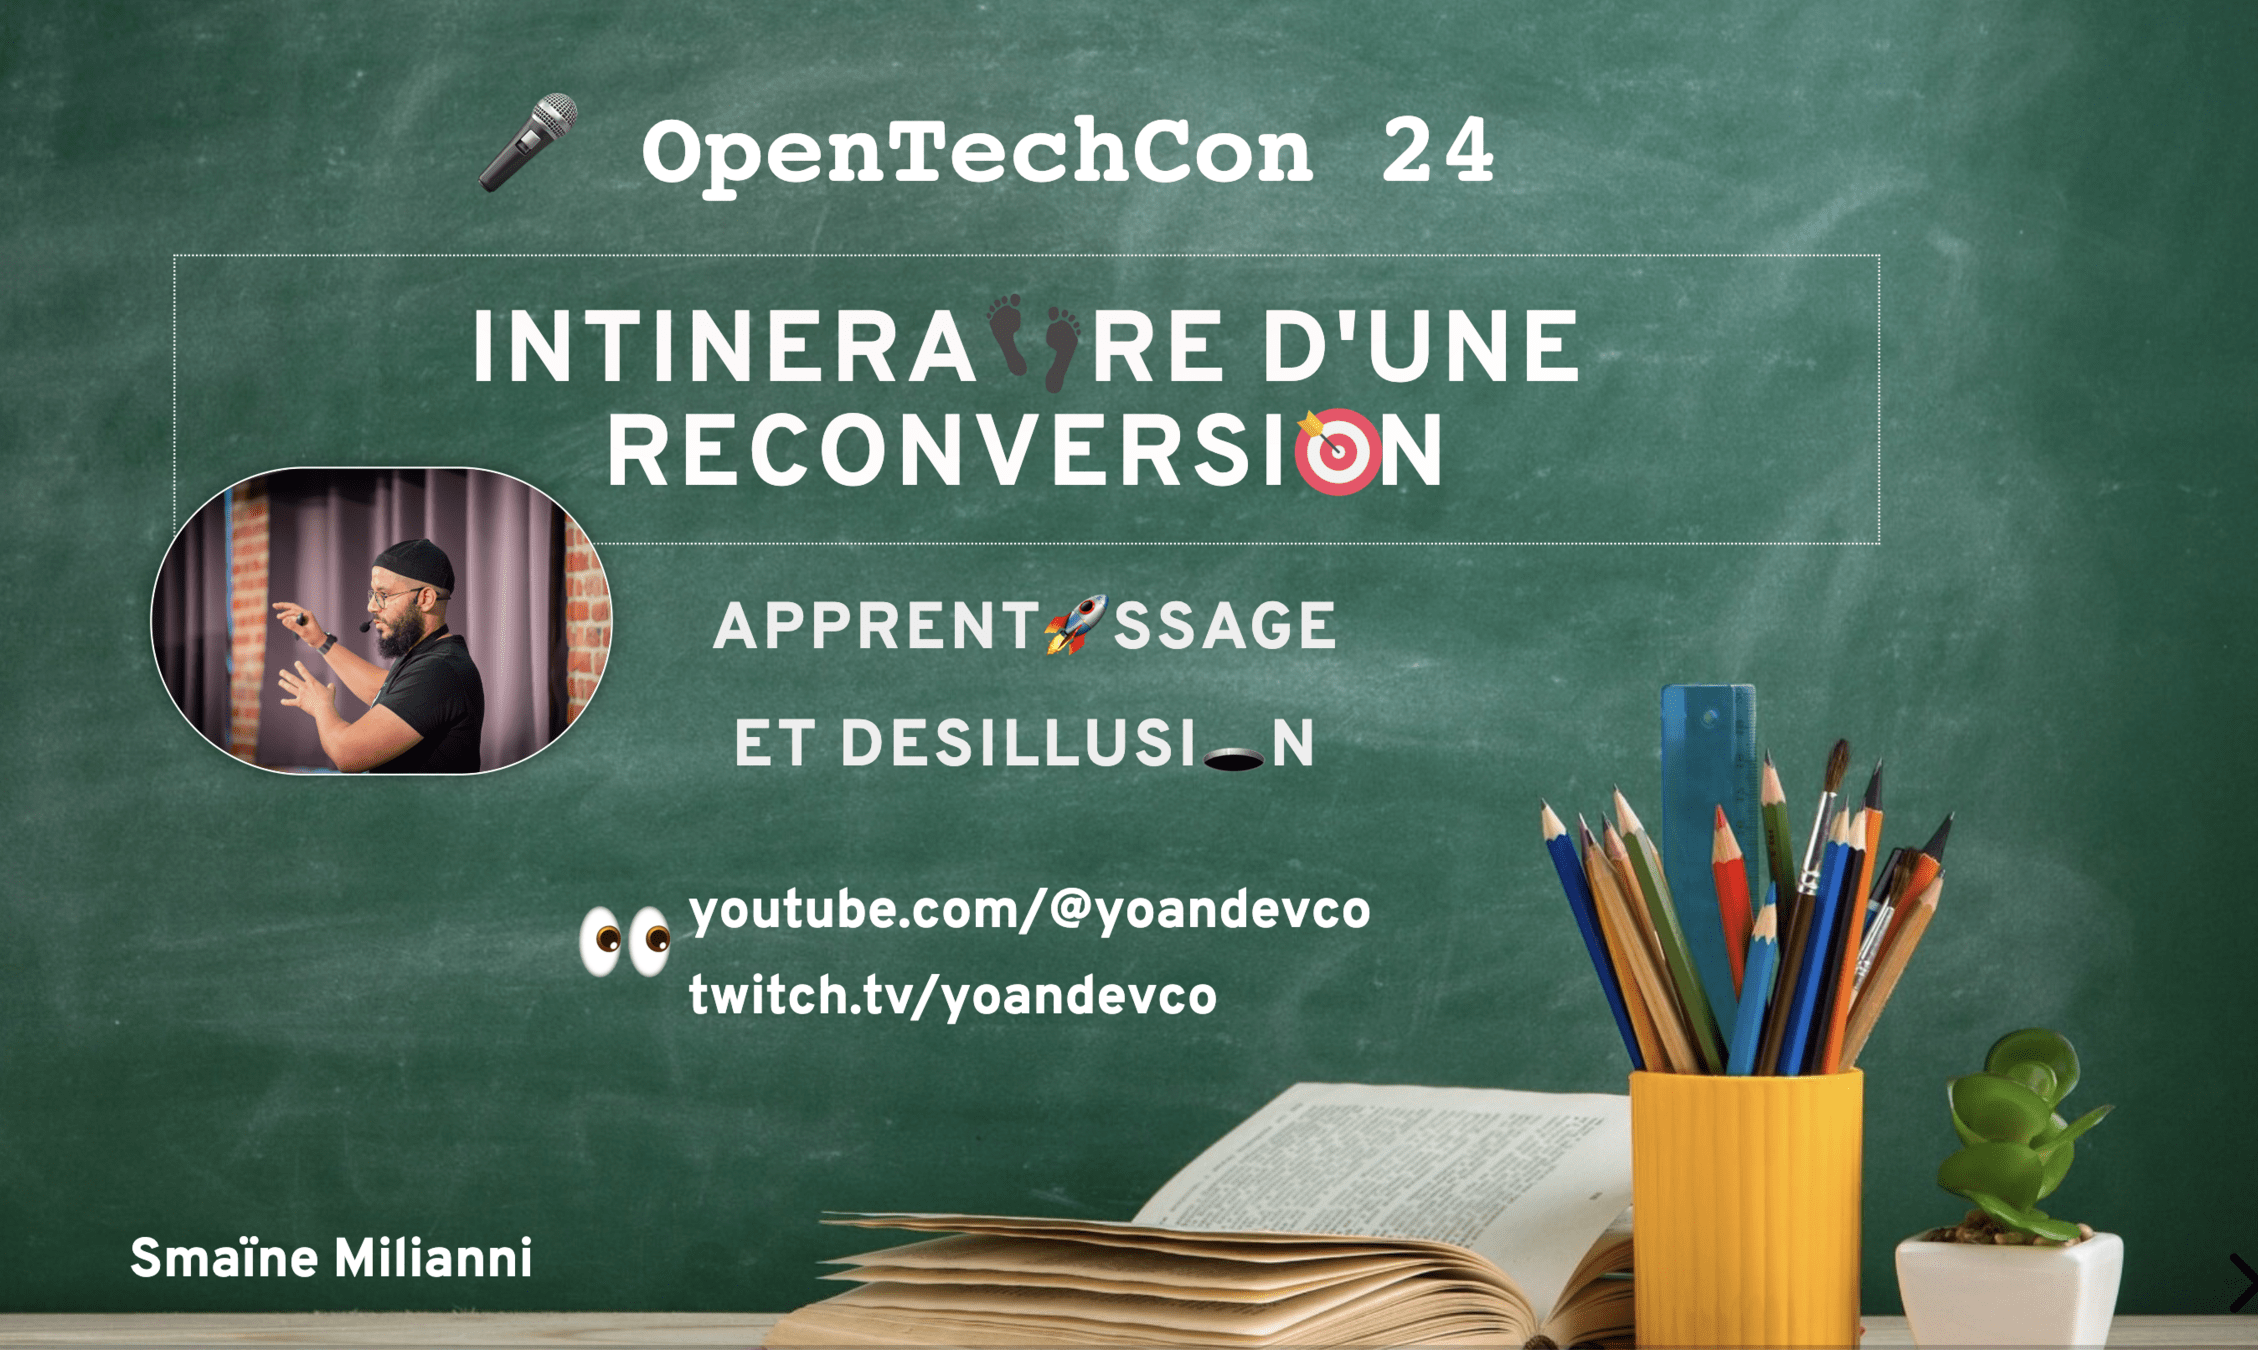 🎤 OpenTechCon 24
INTINERA👣RE D'UNE
RECONVERSI🎯N
APPRENT🚀SSAGE
ET DESILLUSI🕳️N
👀 youtube.com/@yoandevco
twitch.tv/yoandevco
Smaïne Milianni